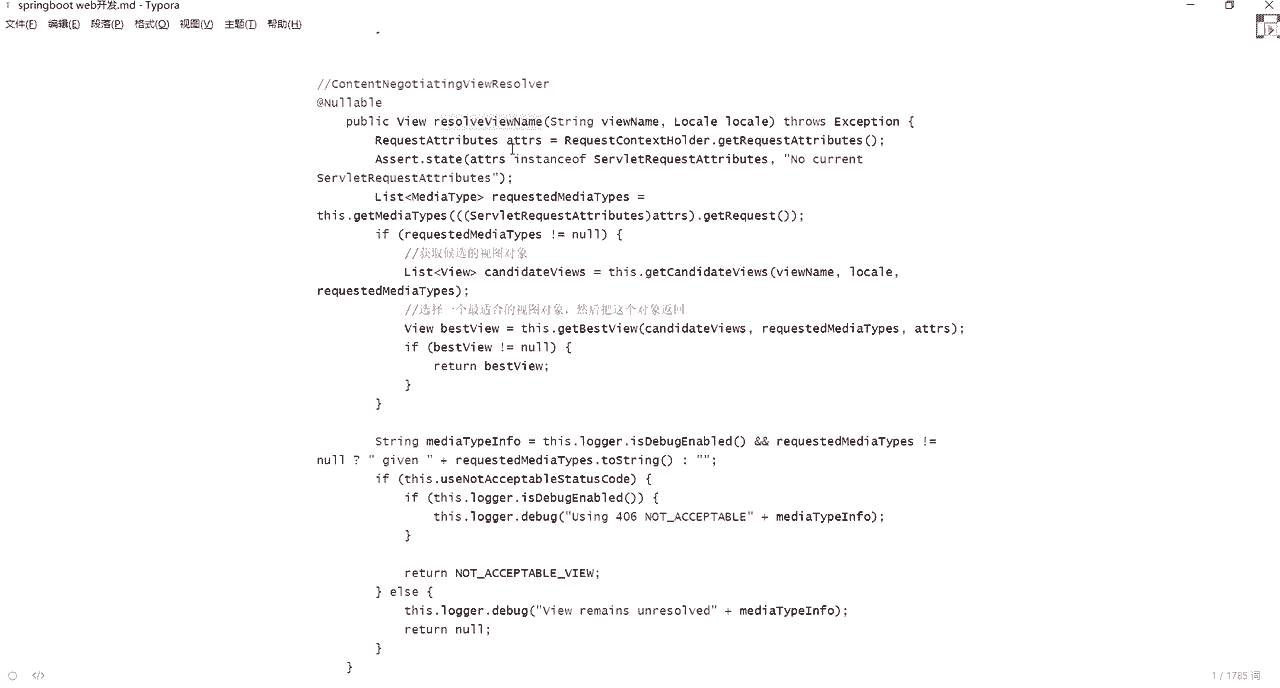 springboot web开发.md - Typora
文件(F) 编辑(E) 段落(P) 格式(O) 视图(V) 主题(T) 帮助(H)
//ContentNegotiatingViewResolver
@Nullable
public View resolveViewName(String viewName, Locale locale) throws Exception {
RequestAttributes attrs = RequestContextHolder.getRequestAttributes();
Assert.state(attrs instanceof ServletRequestAttributes, "No current
ServletRequestAttributes");
List<MediaType> requestedMediaTypes =
this.getMediaTypes(((ServletRequestAttributes)attrs).getRequest());
if (requestedMediaTypes != null) {
//获取候选的视图对象
List<View> candidateViews = this.getCandidateViews(viewName, locale,
requestedMediaTypes);
//选择一个最适合的视图对象，然后把这个对象返回
View bestView = this.getBestView(candidateViews, requestedMediaTypes, attrs);
if (bestView != null) {
return bestView;
}
}
String mediaTypeInfo = this.logger.isDebugEnabled() && requestedMediaTypes !=
null ? " given " + requestedMediaTypes.toString() : "";
if (this.useNotAcceptableStatusCode) {
if (this.logger.isDebugEnabled()) {
this.logger.debug("Using 406 NOT_ACCEPTABLE" + mediaTypeInfo);
}
return NOT_ACCEPTABLE_VIEW;
} else {
this.logger.debug("View remains unresolved" + mediaTypeInfo);
return null;
}
}
</>
1 / 1785 词